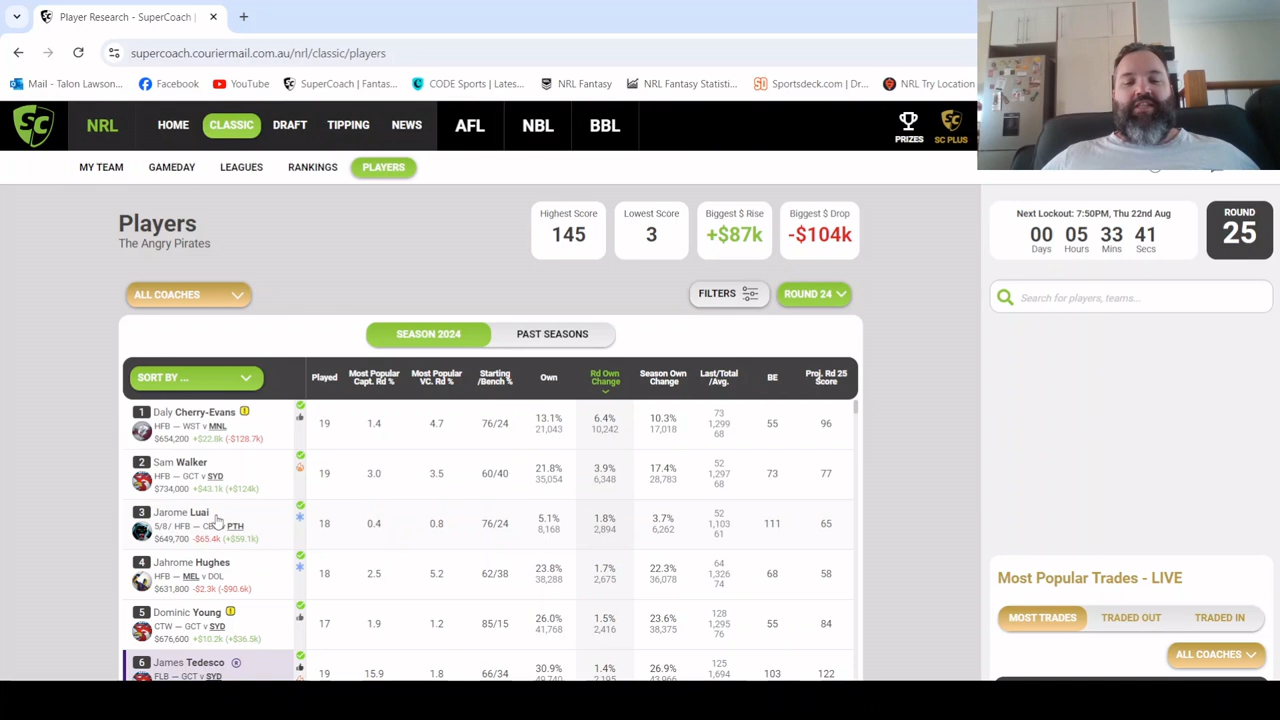 Player Research - SuperCoach |
supercoach.couriermail.com.au/nrl/classic/players
Mail - Talon Lawson... Facebook YouTube SuperCoach | Fantas... CODE Sports | Lates... NRL Fantasy NRL Fantasy Statisti... Sportsdeck.com | Dr... NRL Try Location
SC NRL HOME CLASSIC DRAFT TIPPING NEWS AFL NBL BBL PRIZES SC PLUS
MY TEAM GAMEDAY LEAGUES RANKINGS PLAYERS
Players
The Angry Pirates
Highest Score Lowest Score Biggest $ Rise Biggest $ Drop
145 3 +$87k -$104k
ALL COACHES FILTERS ROUND 24
SEASON 2024 PAST SEASONS
SORT BY ... Played Most Popular Capt. Rd % Most Popular VC. Rd % Starting /Bench % Own Rd Own Change Season Own Change Last/Total /Avg. BE Proj. Rd 25 Score
1 Daly Cherry-Evans
HFB — WST v MNL
$654,200 +$22.8k (-$128.7k)
19 1.4 4.7 76/24 13.1% 21,043 6.4% 10,242 10.3% 17,018 73 1,299 68 55 96
2 Sam Walker
HFB — GCT v SYD
$734,000 +$43.1k (+$124k)
19 3.0 3.5 60/40 21.8% 35,054 3.9% 6,348 17.4% 28,783 52 1,297 68 73 77
3 Jarome Luai
5/8/ HFB — PTH
$649,700 -$65.4k (+$59.1k)
18 0.4 0.8 76/24 5.1% 8,168 1.8% 2,894 3.7% 6,262 52 1,103 61 111 65
4 Jahrome Hughes
HFB — MEL v DOL
$631,800 -$2.3k (-$90.6k)
18 2.5 5.2 62/38 23.8% 38,288 1.7% 2,675 22.3% 36,078 64 1,326 74 68 58
5 Dominic Young
CTW — GCT v SYD
$676,600 +$10.2k (+$36.5k)
17 1.9 1.2 85/15 26.0% 41,768 1.5% 2,416 23.6% 38,375 128 1,295 76 55 84
6 James Tedesco
FLB — GCT v SYD
19 15.9 1.8 66/34 30.9% 1.4% 26.9% 125 1,694 103 122
Next Lockout: 7:50PM, Thu 22nd Aug
00 05 33 41
Days Hours Mins Secs
ROUND
25
Search for players, teams...
Most Popular Trades - LIVE
MOST TRADES TRADED OUT TRADED IN
ALL COACHES